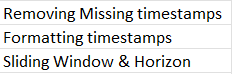 Removing Missing timestamps
Formatting timestamps
Sliding Window & Horizon